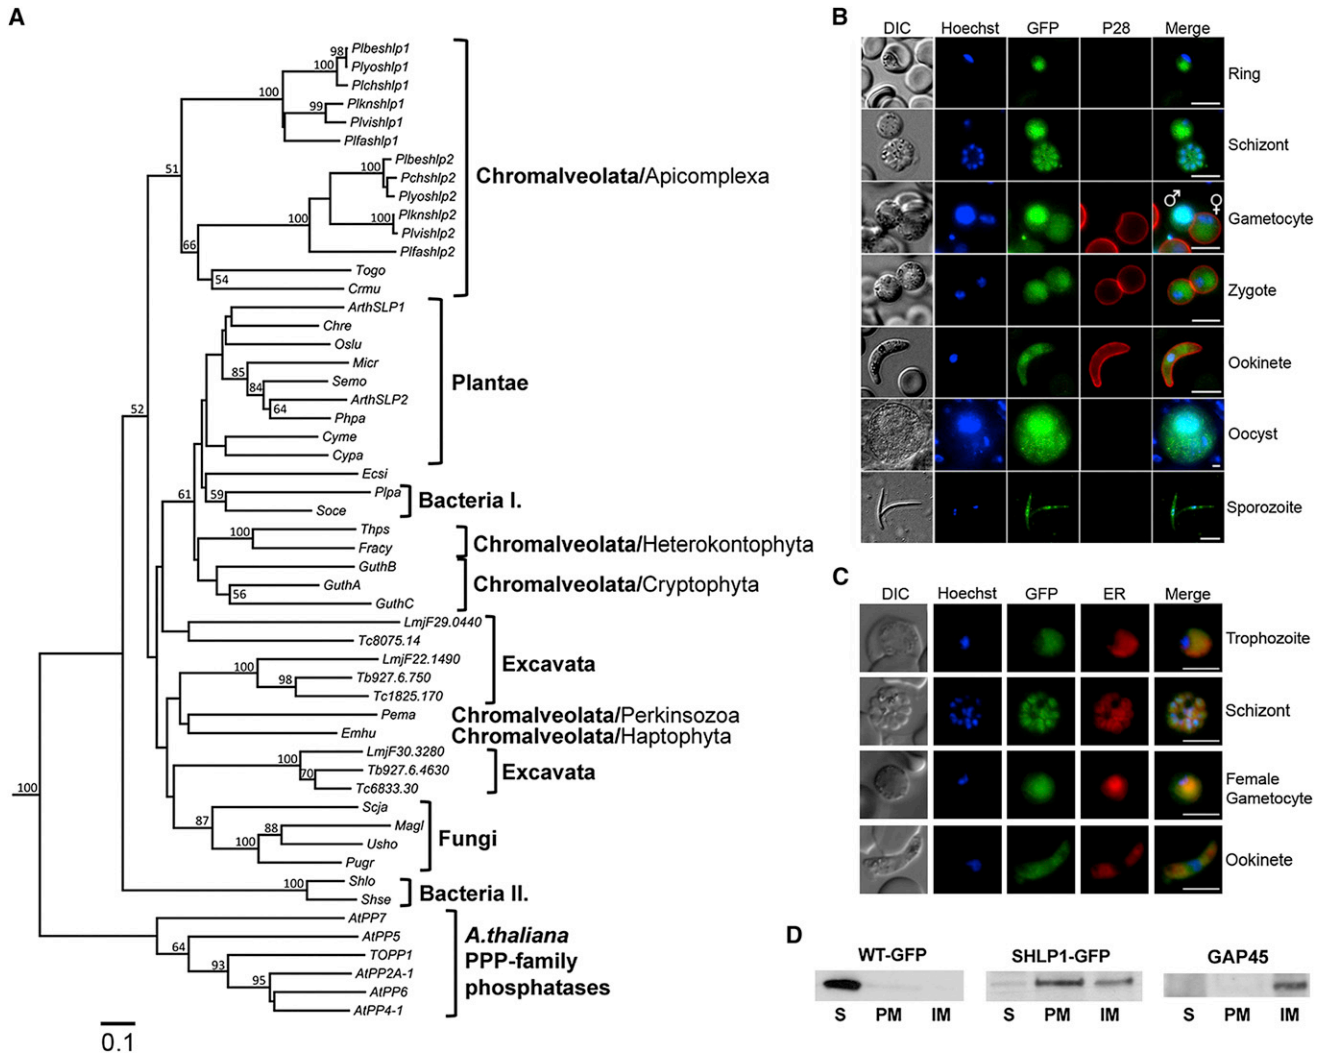 A
98
Plbeshlp1
100
Plyoshlp1
Plchshlp1
100
99
Plknshlp1
Plvishlp1
Plfashlp1
51
100
Plbeshlp2
Pchshlp2
Plyoshlp2
100
100
Plknshlp2
Plvishlp2
66
Plfashlp2
54
Togo
Crmu
Chromalveolata/Apicomplexa
ArthSLP1
Chre
Oslu
85
Micr
84
Semo
64
ArthSLP2
Phpa
Cyme
Cypa
Plantae
52
Ecsi
61
59
Plpa
Soce
Bacteria I.
100
Thps
Fracy
Chromalveolata/Heterokontophyta
GuthB
56
GuthA
GuthC
Chromalveolata/Cryptophyta
LmjF29.0440
Tc8075.14
100
LmjF22.1490
98
Tb927.6.750
Tc1825.170
Excavata
Pema
Chromalveolata/Perkinsozoa
Emhu
Chromalveolata/Haptophyta
100
LmjF30.3280
70
Tb927.6.4630
Tc6833.30
Excavata
100
87
Scja
88
Magl
100
Usho
Pugr
Fungi
100
Shlo
Shse
Bacteria II.
AtPP7
64
AtPP5
93
TOPP1
95
AtPP2A-1
AtPP6
AtPP4-1
A.thaliana
PPP-family
phosphatases
0.1
B
DIC Hoechst GFP P28 Merge
Ring
Schizont
♂ ♀
Gametocyte
Zygote
Ookinete
Oocyst
Sporozoite
C
DIC Hoechst GFP ER Merge
Trophozoite
Schizont
Female
Gametocyte
Ookinete
D
WT-GFP SHLP1-GFP GAP45
S PM IM S PM IM S PM IM